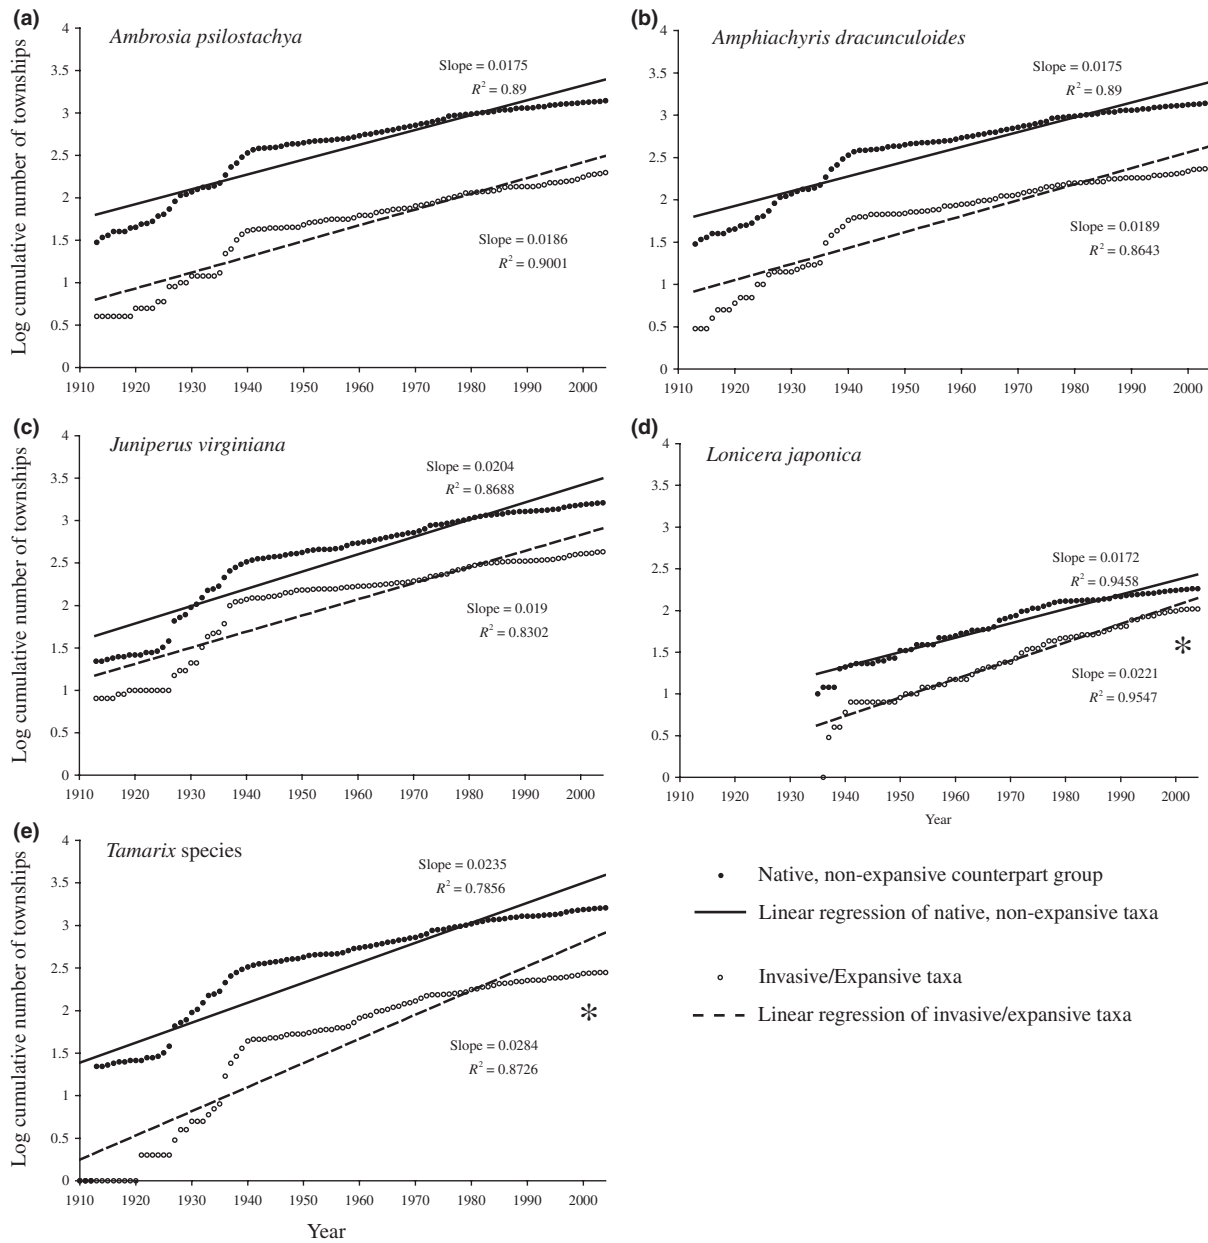 (a)
Ambrosia psilostachya
Slope = 0.0175
R² = 0.89
Slope = 0.0186
R² = 0.9001
Log cumulative number of townships
4
3.5
3
2.5
2
1.5
1
0.5
0
1910 1920 1930 1940 1950 1960 1970 1980 1990 2000
(b)
Amphiachyris dracunculoides
Slope = 0.0175
R² = 0.89
Slope = 0.0189
R² = 0.8643
4
3.5
3
2.5
2
1.5
1
0.5
0
1910 1920 1930 1940 1950 1960 1970 1980 1990 2000
(c)
Juniperus virginiana
Slope = 0.0204
R² = 0.8688
Slope = 0.019
R² = 0.8302
Log cumulative number of townships
4
3.5
3
2.5
2
1.5
1
0.5
0
1910 1920 1930 1940 1950 1960 1970 1980 1990 2000
(d)
Lonicera japonica
Slope = 0.0172
R² = 0.9458
*
Slope = 0.0221
R² = 0.9547
4
3.5
3
2.5
2
1.5
1
0.5
0
1910 1920 1930 1940 1950 1960 1970 1980 1990 2000
Year
(e)
Tamarix species
Slope = 0.0235
R² = 0.7856
*
Slope = 0.0284
R² = 0.8726
Log cumulative number of townships
4
3.5
3
2.5
2
1.5
1
0.5
0
1910 1920 1930 1940 1950 1960 1970 1980 1990 2000
Year
Native, non-expansive counterpart group
Linear regression of native, non-expansive taxa
Invasive/Expansive taxa
Linear regression of invasive/expansive taxa